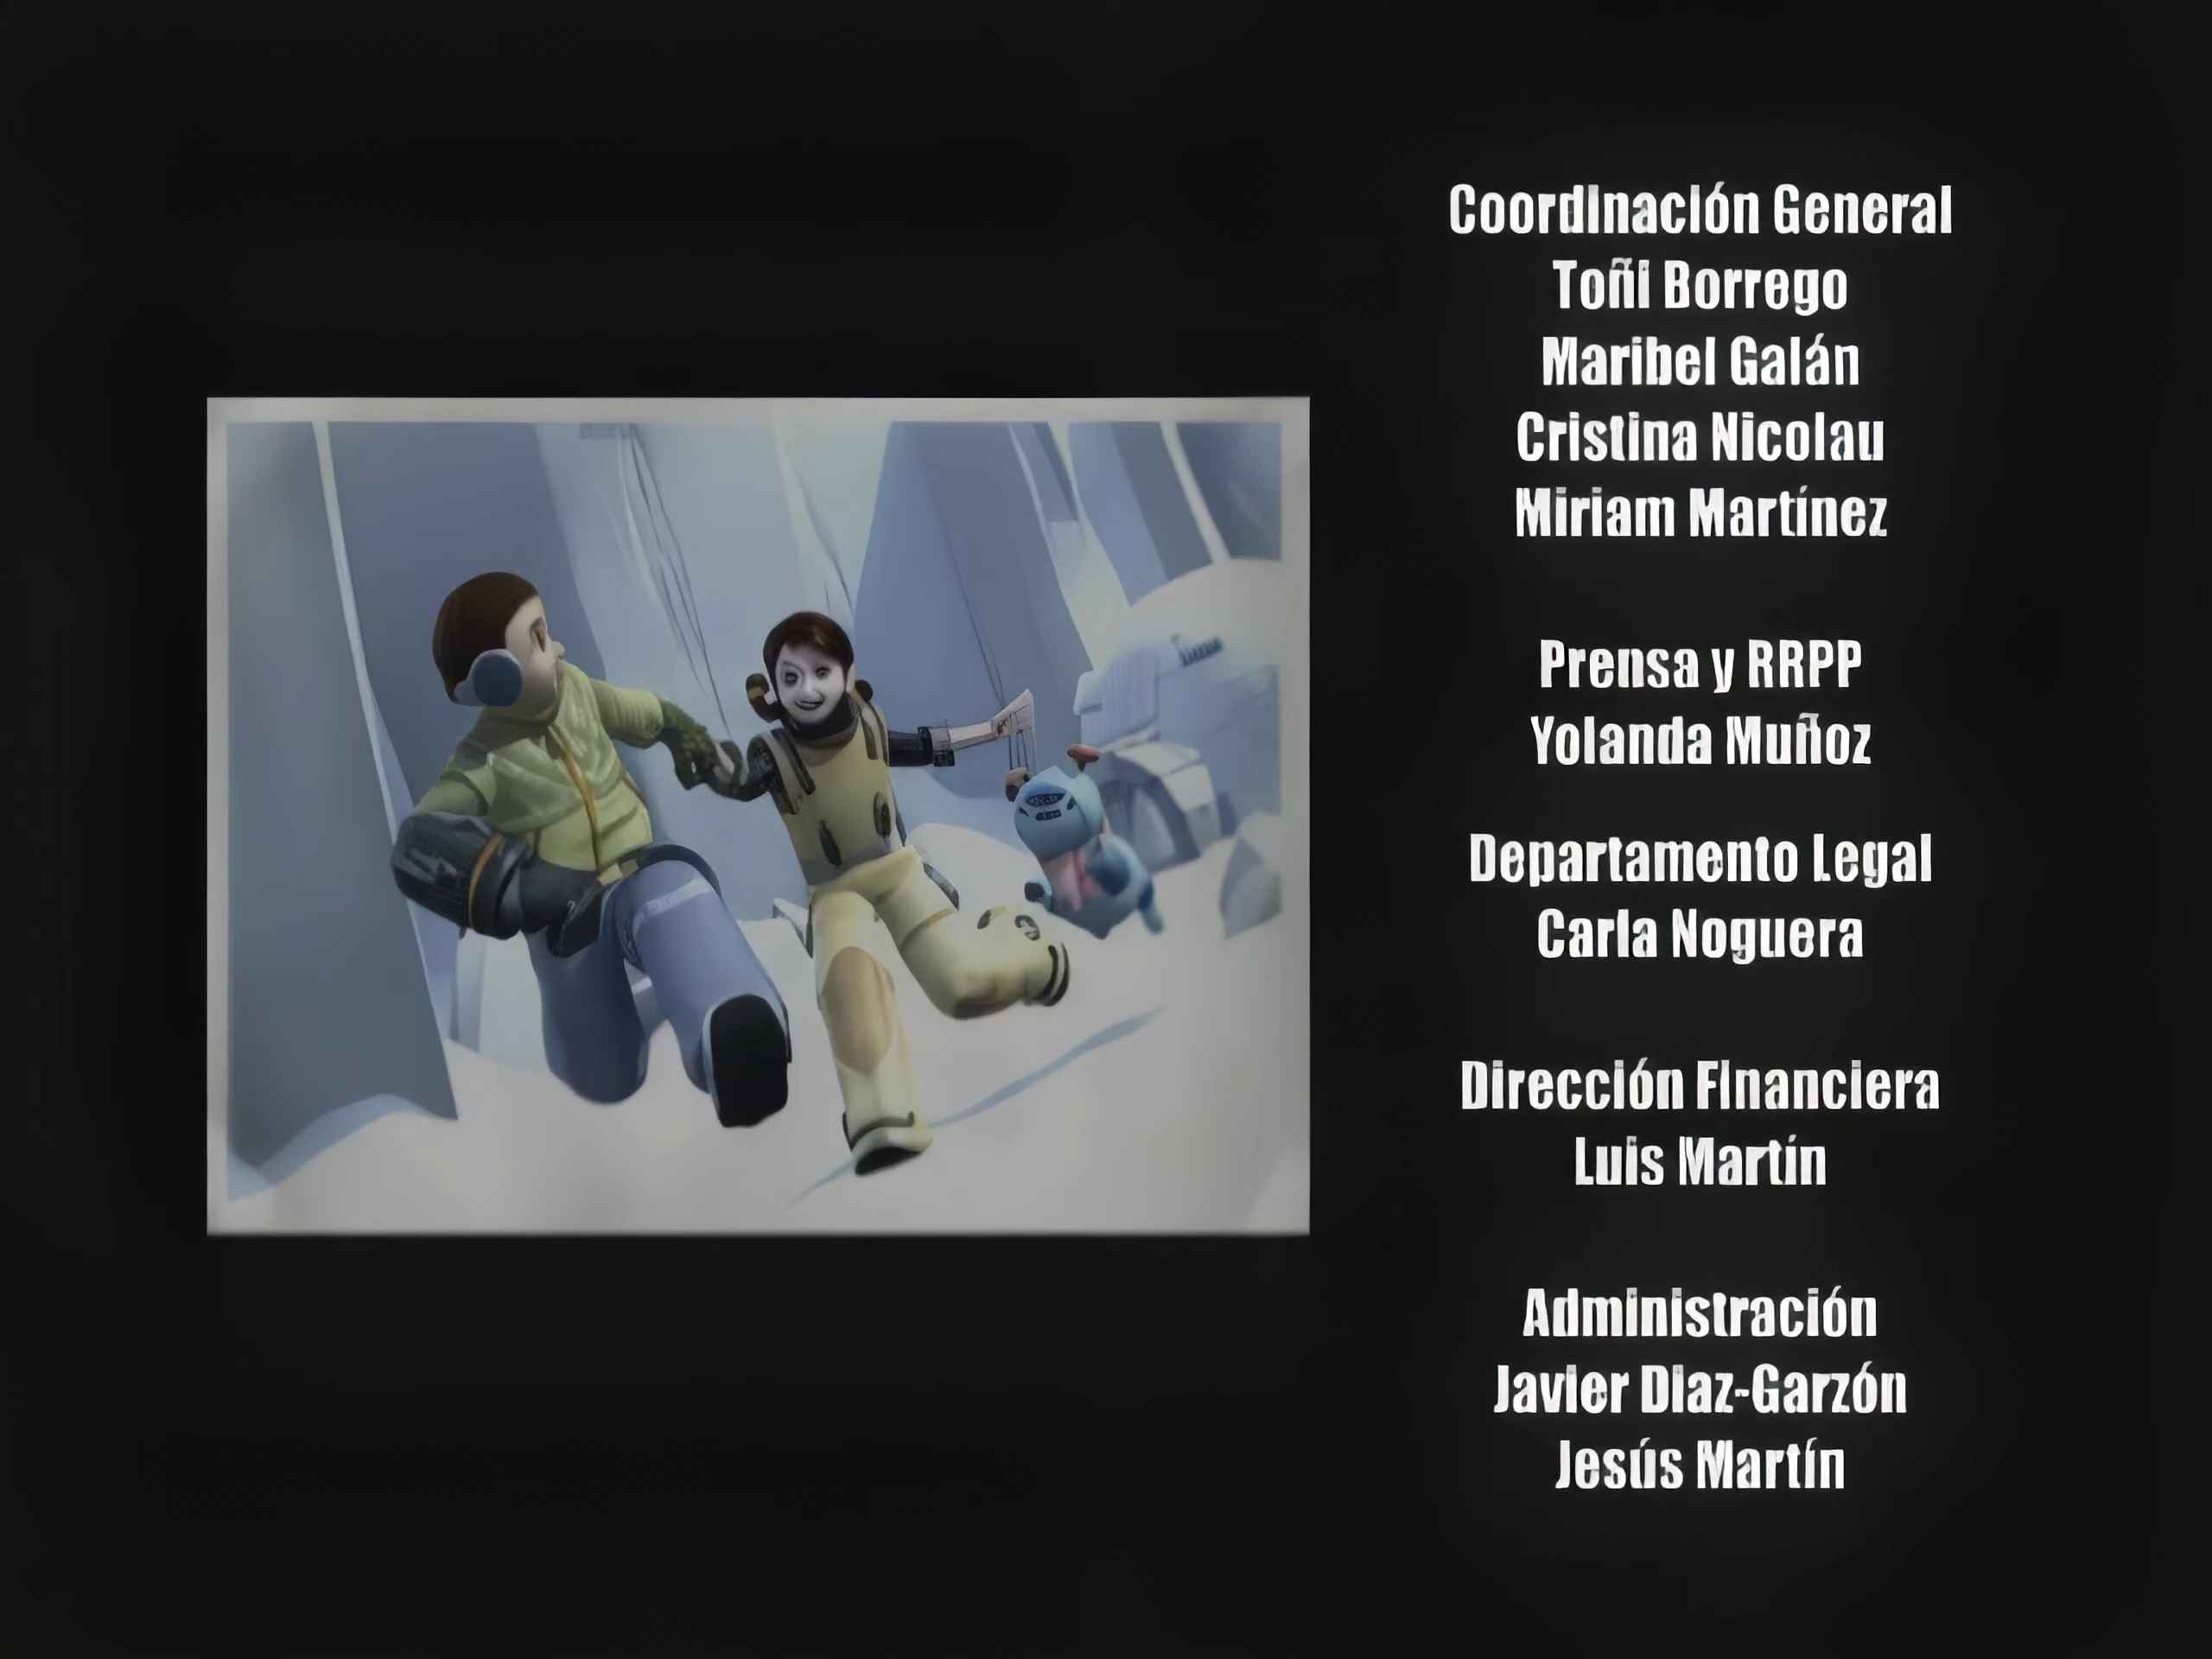 Coordinación General
Toñi Borrego
Maribel Galán
Cristina Nicolau
Miriam Martínez
Prensa y RRPP
Yolanda Muñoz
Departamento Legal
Carla Noguera
Dirección Financiera
Luis Martín
Administración
Javier Diaz-Garzón
Jesús Martín